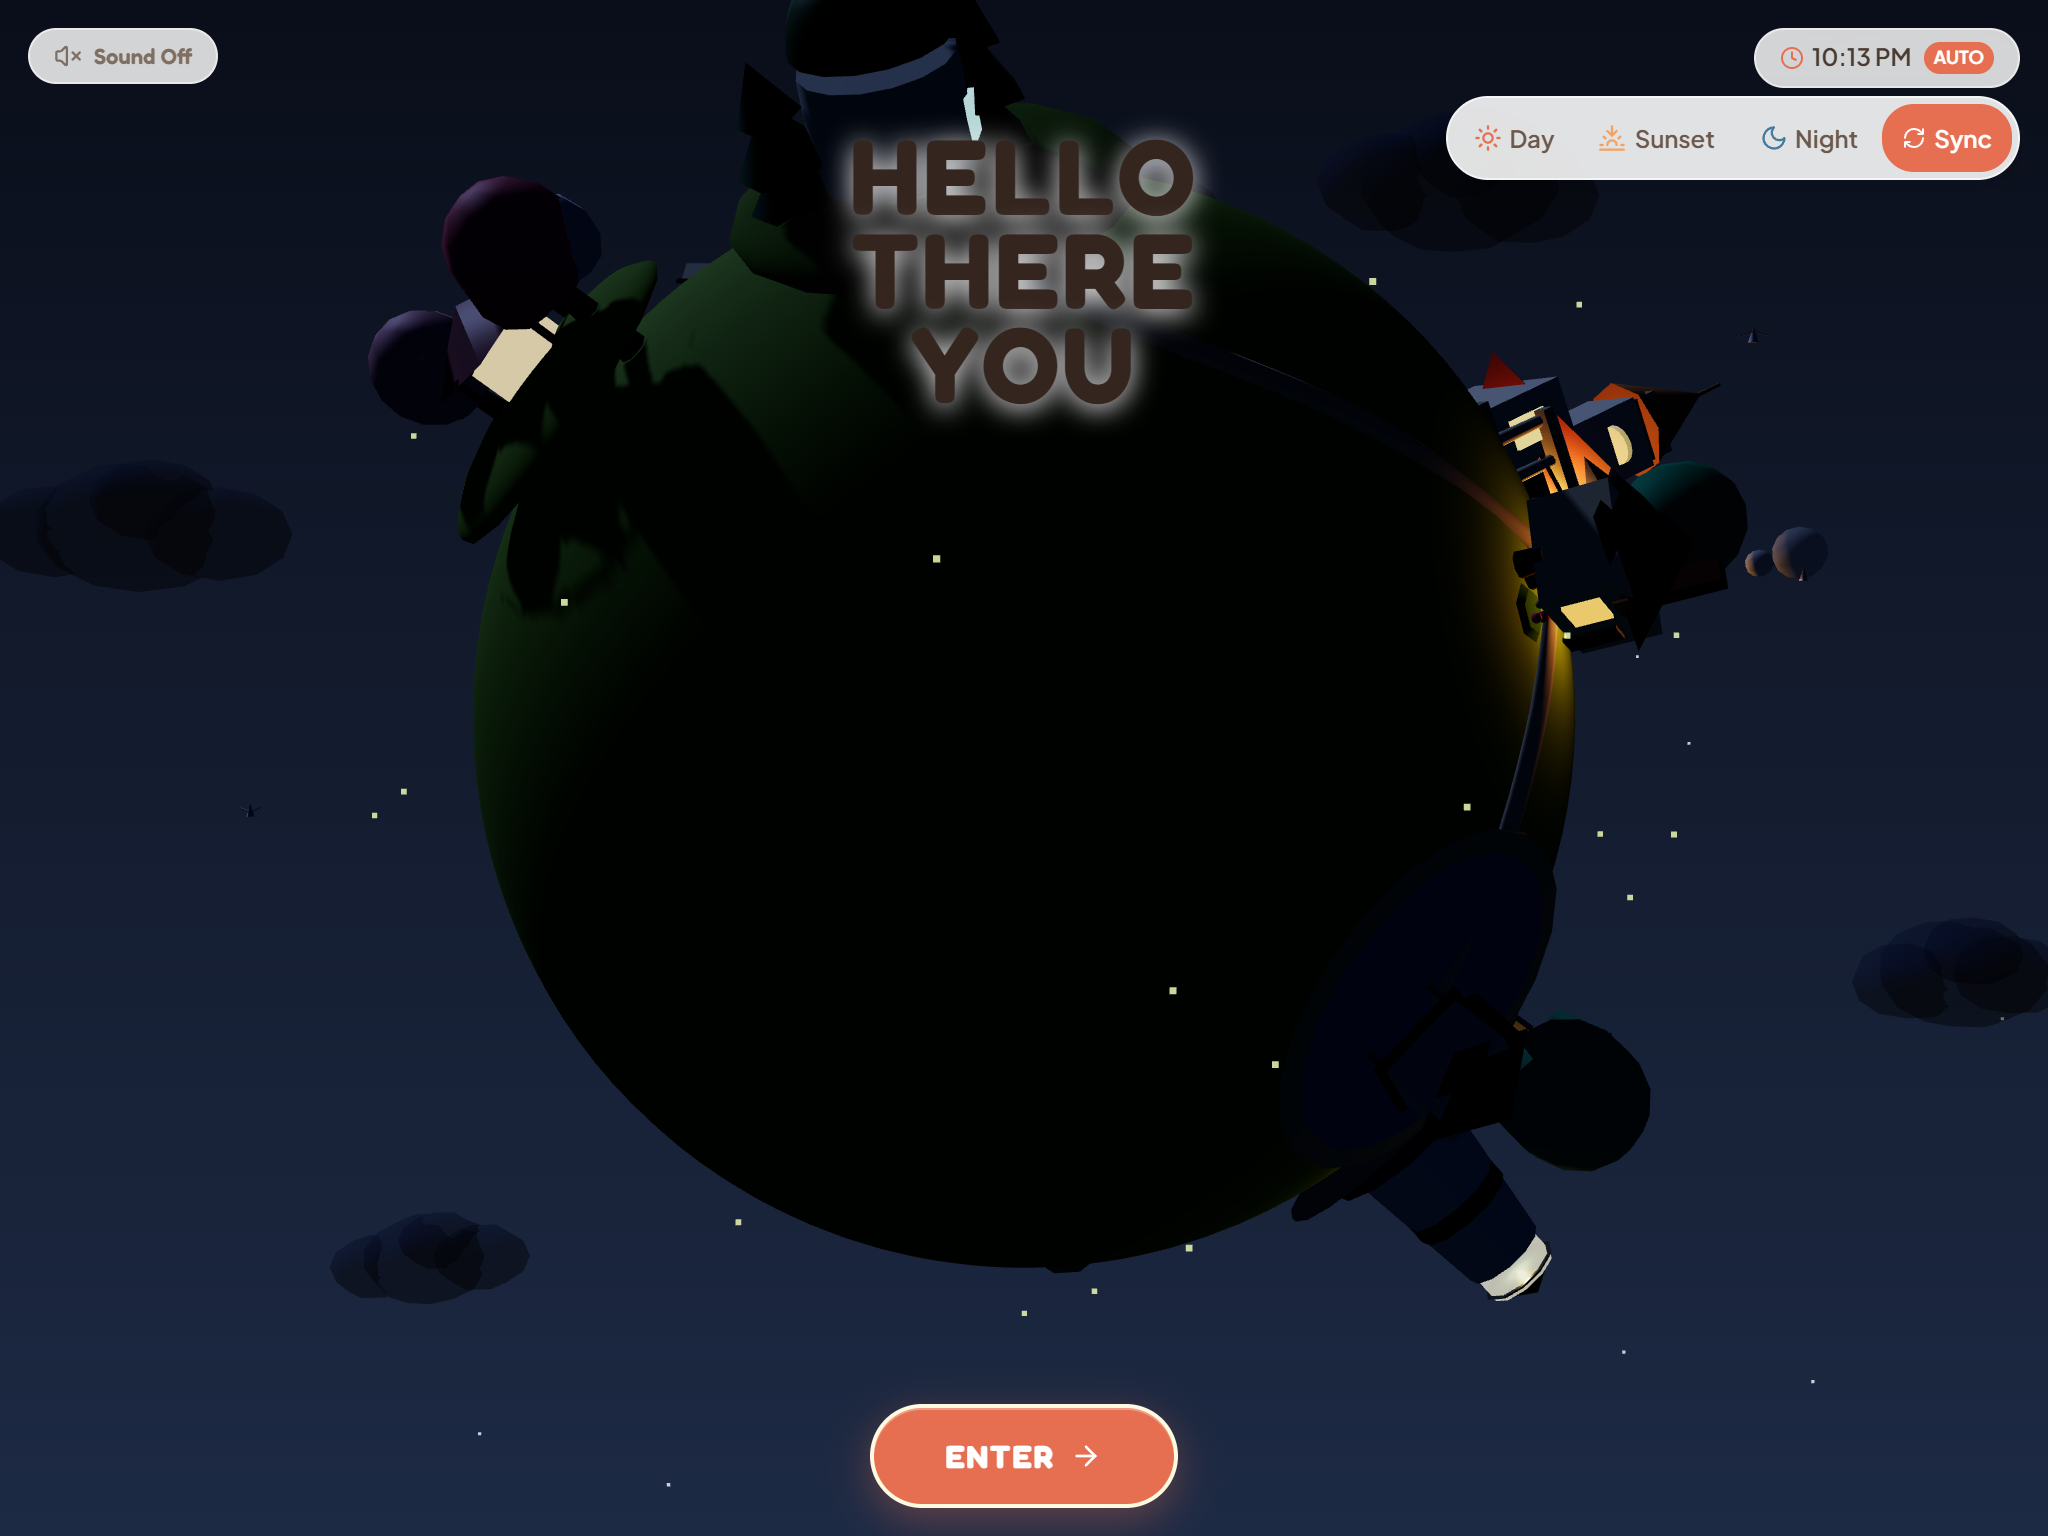 Sound Off
10:13 PM AUTO
Day Sunset Night Sync
HELLO
THERE
YOU
ENTER